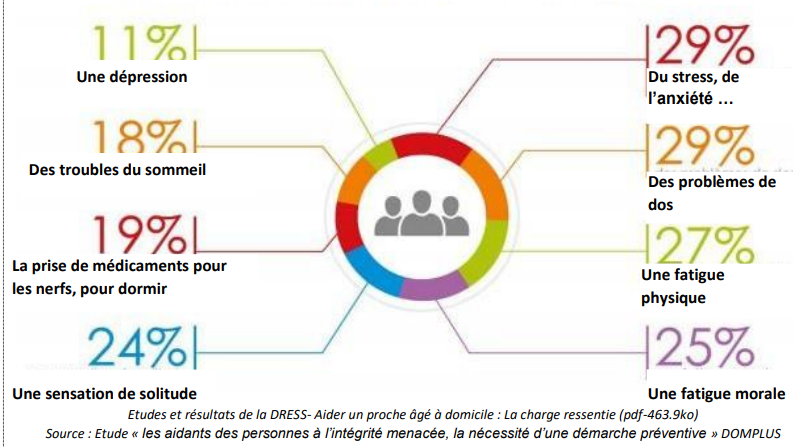 11%
Une dépression
18%
Des troubles du sommeil
19%
La prise de médicaments pour
les nerfs, pour dormir
24%
Une sensation de solitude
29%
Du stress, de
l’anxiété …
29%
Des problèmes de
dos
27%
Une fatigue
physique
25%
Une fatigue morale
Etudes et résultats de la DRESS- Aider un proche âgé à domicile : La charge ressentie (pdf-463.9ko)
Source : Etude « les aidants des personnes à l’intégrité menacée, la nécessité d’une démarche préventive » DOMPLUS